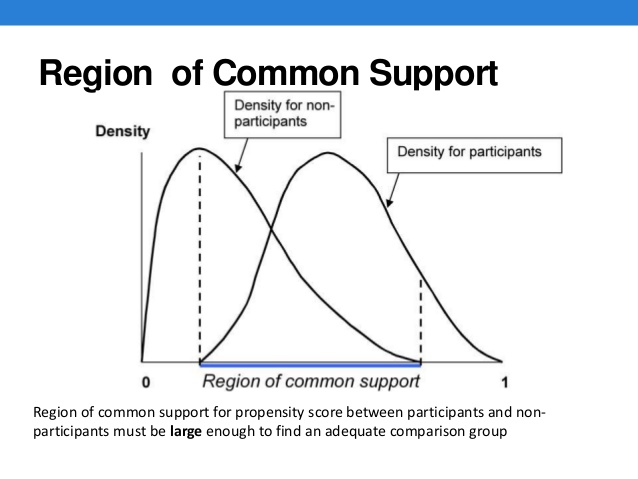 Region  of Common Support
Density for non-
participants
Density
Density for participants
0
Region of common support
1
Region of common support for propensity score between participants and non-
participants must be large enough to find an adequate comparison group